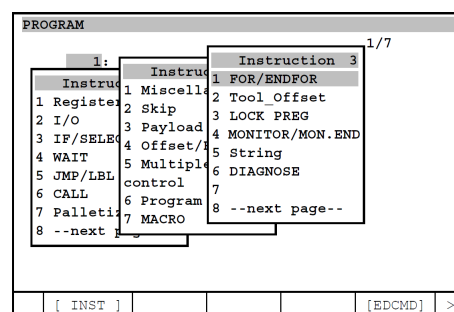 PROGRAM
1/7
1:
Instruc
1 Register
2 I/O
3 IF/SELEC
4 WAIT
5 JMP/LBL
6 CALL
7 Palletiz
8 --next p
Instruc
1 Miscella
2 Skip
3 Payload
4 Offset/
5 Multiple
control
6 Program
7 MACRO
Instruction 3
1 FOR/ENDFOR
2 Tool_Offset
3 LOCK PREG
4 MONITOR/MON.END
5 String
6 DIAGNOSE
7
8 --next page--
[ INST ]
[EDCMD] >